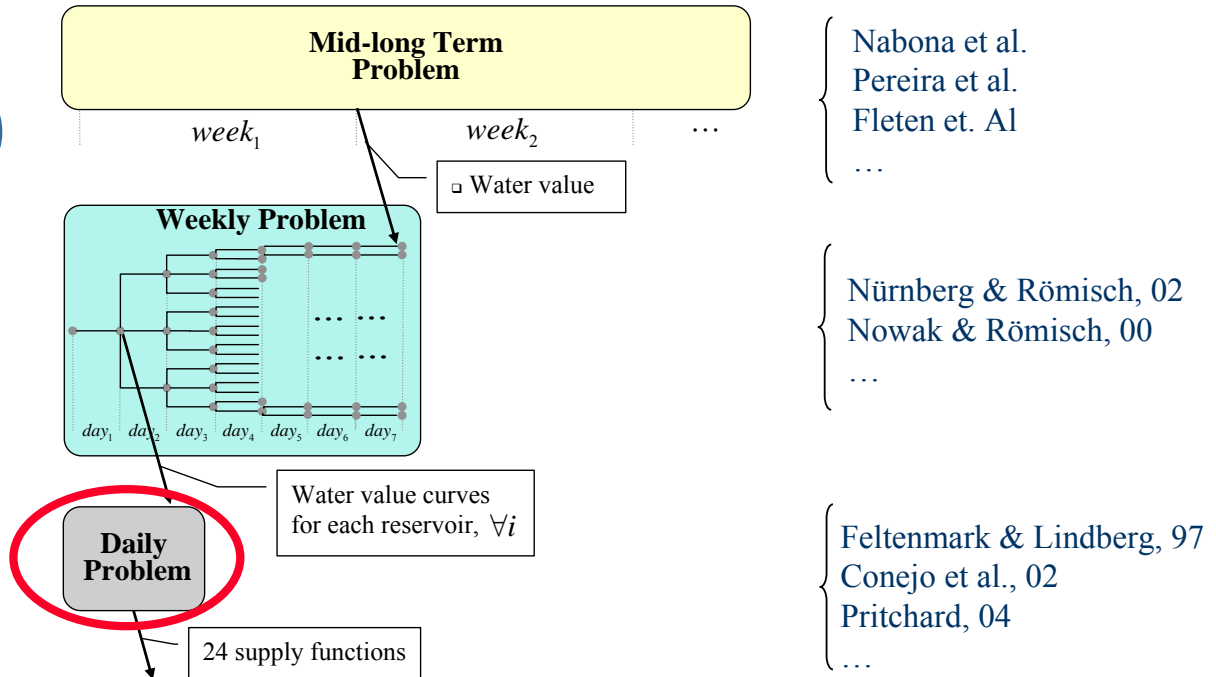 Mid-long Term
Problem
week₁ week₂ …
▫ Water value
Weekly Problem
… …
… …
day₁ day₂ day₃ day₄ day₅ day₆ day₇
Water value curves
for each reservoir, ∀i
Daily
Problem
24 supply functions
Nabona et al.
Pereira et al.
Fleten et. Al
…
Nürnberg & Römisch, 02
Nowak & Römisch, 00
…
Feltenmark & Lindberg, 97
Conejo et al., 02
Pritchard, 04
…